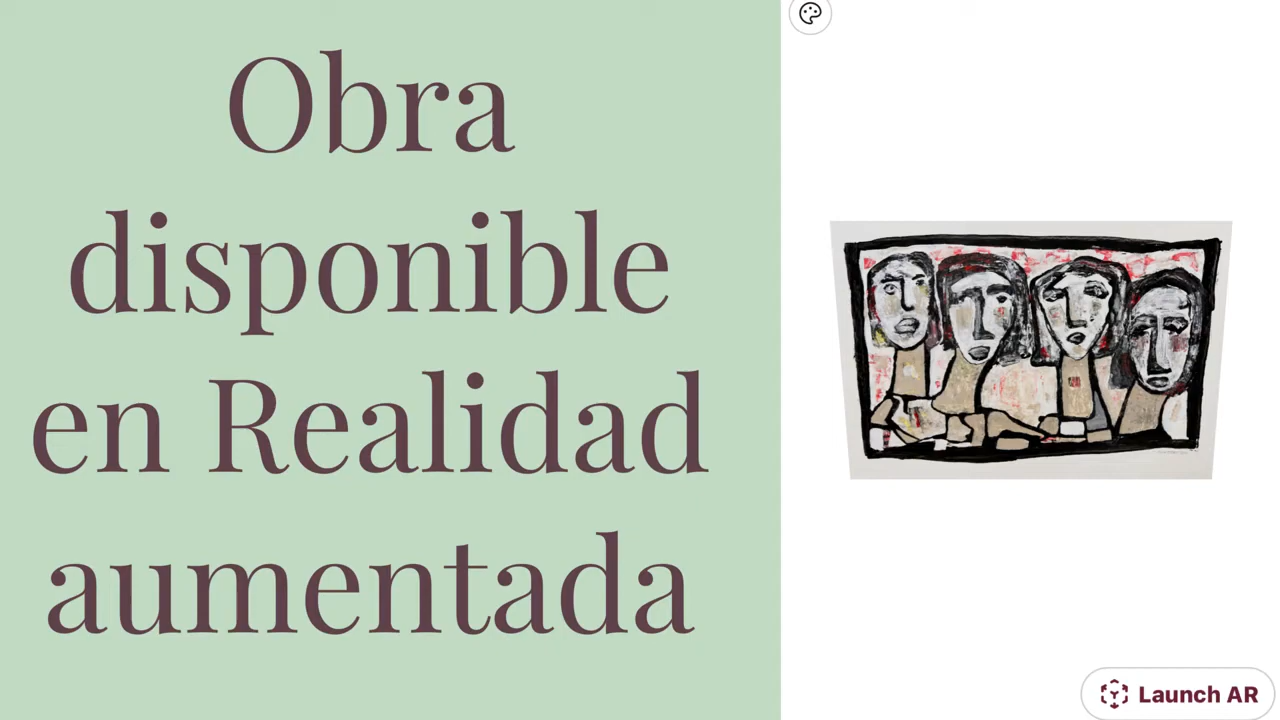 Obra
disponible
en Realidad
aumentada
Launch AR